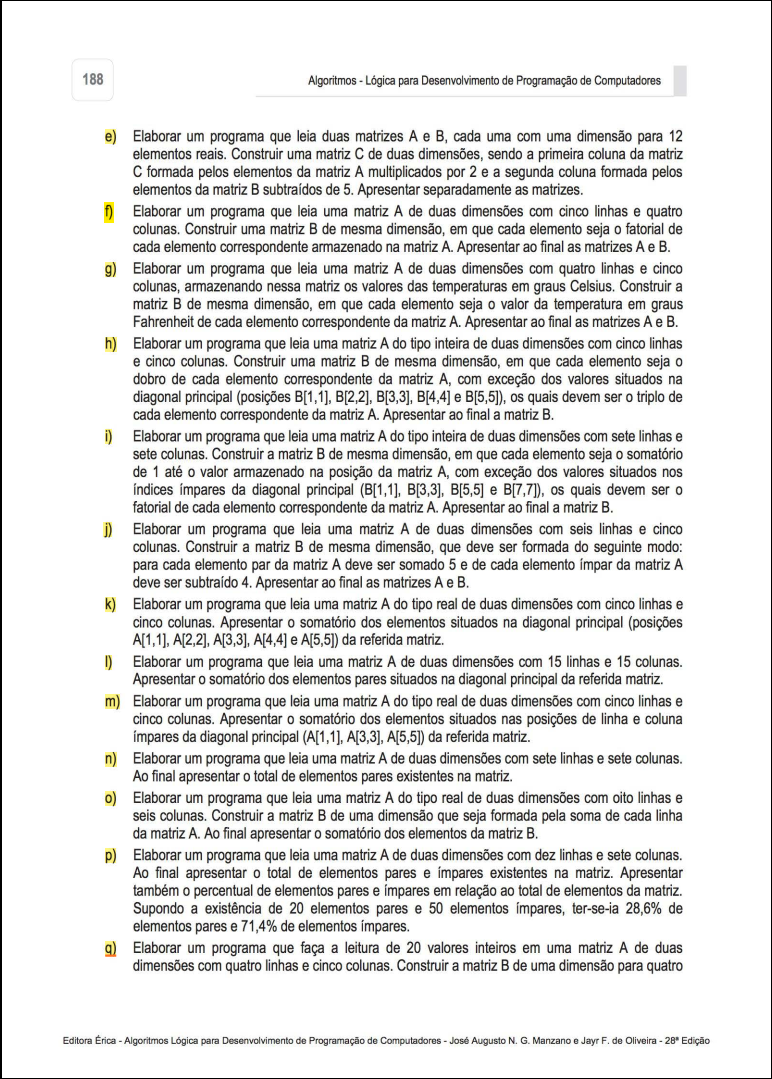 188
Algoritmos - Lógica para Desenvolvimento de Programação de Computadores
e) Elaborar um programa que leia duas matrizes A e B, cada uma com uma dimensão para 12
elementos reais. Construir uma matriz C de duas dimensões, sendo a primeira coluna da matriz
C formada pelos elementos da matriz A multiplicados por 2 e a segunda coluna formada pelos
elementos da matriz B subtraídos de 5. Apresentar separadamente as matrizes.
f) Elaborar um programa que leia uma matriz A de duas dimensões com cinco linhas e quatro
colunas. Construir uma matriz B de mesma dimensão, em que cada elemento seja o fatorial de
cada elemento correspondente armazenado na matriz A. Apresentar ao final as matrizes A e B.
g) Elaborar um programa que leia uma matriz A de duas dimensões com quatro linhas e cinco
colunas, armazenando nessa matriz os valores das temperaturas em graus Celsius. Construir a
matriz B de mesma dimensão, em que cada elemento seja o valor da temperatura em graus
Fahrenheit de cada elemento correspondente da matriz A. Apresentar ao final as matrizes A e B.
h) Elaborar um programa que leia uma matriz A do tipo inteira de duas dimensões com cinco linhas
e cinco colunas. Construir uma matriz B de mesma dimensão, em que cada elemento seja o
dobro de cada elemento correspondente da matriz A, com exceção dos valores situados na
diagonal principal (posições B[1,1], B[2,2], B[3,3], B[4,4] e B[5,5]), os quais devem ser o triplo de
cada elemento correspondente da matriz A. Apresentar ao final a matriz B.
i) Elaborar um programa que leia uma matriz A do tipo inteira de duas dimensões com sete linhas e
sete colunas. Construir a matriz B de mesma dimensão, em que cada elemento seja o somatório
de 1 até o valor armazenado na posição da matriz A, com exceção dos valores situados nos
índices ímpares da diagonal principal (B[1,1], B[3,3], B[5,5] e B[7,7]), os quais devem ser o
fatorial de cada elemento correspondente da matriz A. Apresentar ao final a matriz B.
j) Elaborar um programa que leia uma matriz A de duas dimensões com seis linhas e cinco
colunas. Construir a matriz B de mesma dimensão, que deve ser formada do seguinte modo:
para cada elemento par da matriz A deve ser somado 5 e de cada elemento ímpar da matriz A
deve ser subtraído 4. Apresentar ao final as matrizes A e B.
k) Elaborar um programa que leia uma matriz A do tipo real de duas dimensões com cinco linhas e
cinco colunas. Apresentar o somatório dos elementos situados na diagonal principal (posições
A[1,1], A[2,2], A[3,3], A[4,4] e A[5,5]) da referida matriz.
l) Elaborar um programa que leia uma matriz A de duas dimensões com 15 linhas e 15 colunas.
Apresentar o somatório dos elementos pares situados na diagonal principal da referida matriz.
m) Elaborar um programa que leia uma matriz A do tipo real de duas dimensões com cinco linhas e
cinco colunas. Apresentar o somatório dos elementos situados nas posições de linha e coluna
ímpares da diagonal principal (A[1,1], A[3,3], A[5,5]) da referida matriz.
n) Elaborar um programa que leia uma matriz A de duas dimensões com sete linhas e sete colunas.
Ao final apresentar o total de elementos pares existentes na matriz.
o) Elaborar um programa que leia uma matriz A do tipo real de duas dimensões com oito linhas e
seis colunas. Construir a matriz B de uma dimensão que seja formada pela soma de cada linha
da matriz A. Ao final apresentar o somatório dos elementos da matriz B.
p) Elaborar um programa que leia uma matriz A de duas dimensões com dez linhas e sete colunas.
Ao final apresentar o total de elementos pares e ímpares existentes na matriz. Apresentar
também o percentual de elementos pares e ímpares em relação ao total de elementos da matriz.
Supondo a existência de 20 elementos pares e 50 elementos ímpares, ter-se-ia 28,6% de
elementos pares e 71,4% de elementos ímpares.
q) Elaborar um programa que faça a leitura de 20 valores inteiros em uma matriz A de duas
dimensões com quatro linhas e cinco colunas. Construir a matriz B de uma dimensão para quatro
Editora Érica - Algoritmos Lógica para Desenvolvimento de Programação de Computadores - José Augusto N. G. Manzano e Jayr F. de Oliveira - 28ª Edição